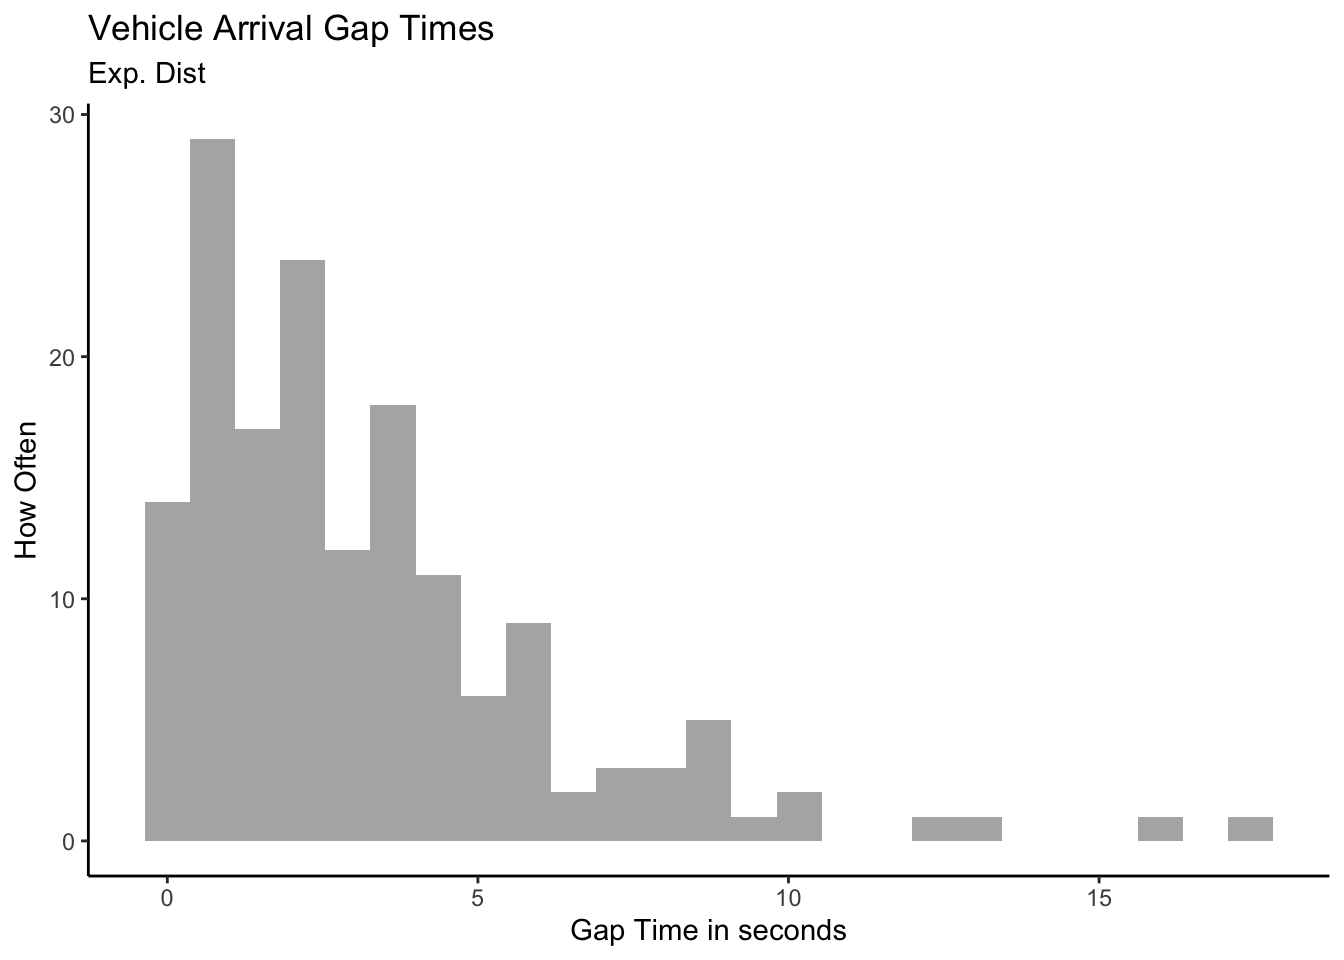 Vehicle Arrival Gap Times
Exp. Dist
30
20
10
0
How Often
0 5 10 15
Gap Time in seconds